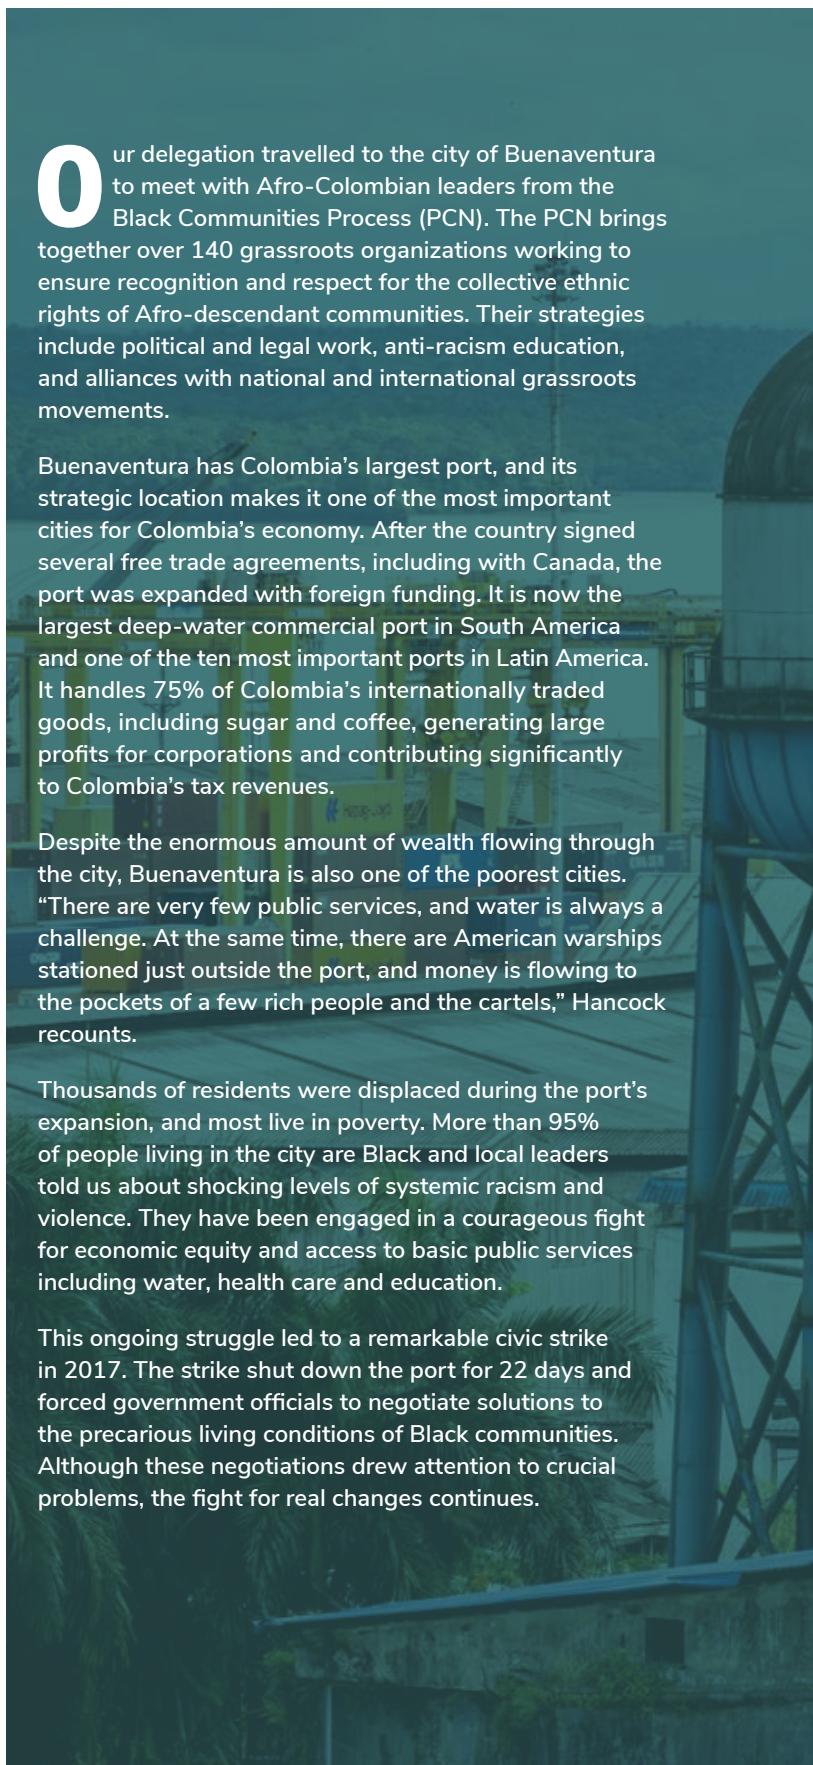 Our delegation travelled to the city of Buenaventura
to meet with Afro-Colombian leaders from the
Black Communities Process (PCN). The PCN brings
together over 140 grassroots organizations working to
ensure recognition and respect for the collective ethnic
rights of Afro-descendant communities. Their strategies
include political and legal work, anti-racism education,
and alliances with national and international grassroots
movements.
Buenaventura has Colombia’s largest port, and its
strategic location makes it one of the most important
cities for Colombia’s economy. After the country signed
several free trade agreements, including with Canada, the
port was expanded with foreign funding. It is now the
largest deep-water commercial port in South America
and one of the ten most important ports in Latin America.
It handles 75% of Colombia’s internationally traded
goods, including sugar and coffee, generating large
profits for corporations and contributing significantly
to Colombia’s tax revenues.
Despite the enormous amount of wealth flowing through
the city, Buenaventura is also one of the poorest cities.
“There are very few public services, and water is always a
challenge. At the same time, there are American warships
stationed just outside the port, and money is flowing to
the pockets of a few rich people and the cartels,” Hancock
recounts.
Thousands of residents were displaced during the port’s
expansion, and most live in poverty. More than 95%
of people living in the city are Black and local leaders
told us about shocking levels of systemic racism and
violence. They have been engaged in a courageous fight
for economic equity and access to basic public services
including water, health care and education.
This ongoing struggle led to a remarkable civic strike
in 2017. The strike shut down the port for 22 days and
forced government officials to negotiate solutions to
the precarious living conditions of Black communities.
Although these negotiations drew attention to crucial
problems, the fight for real changes continues.